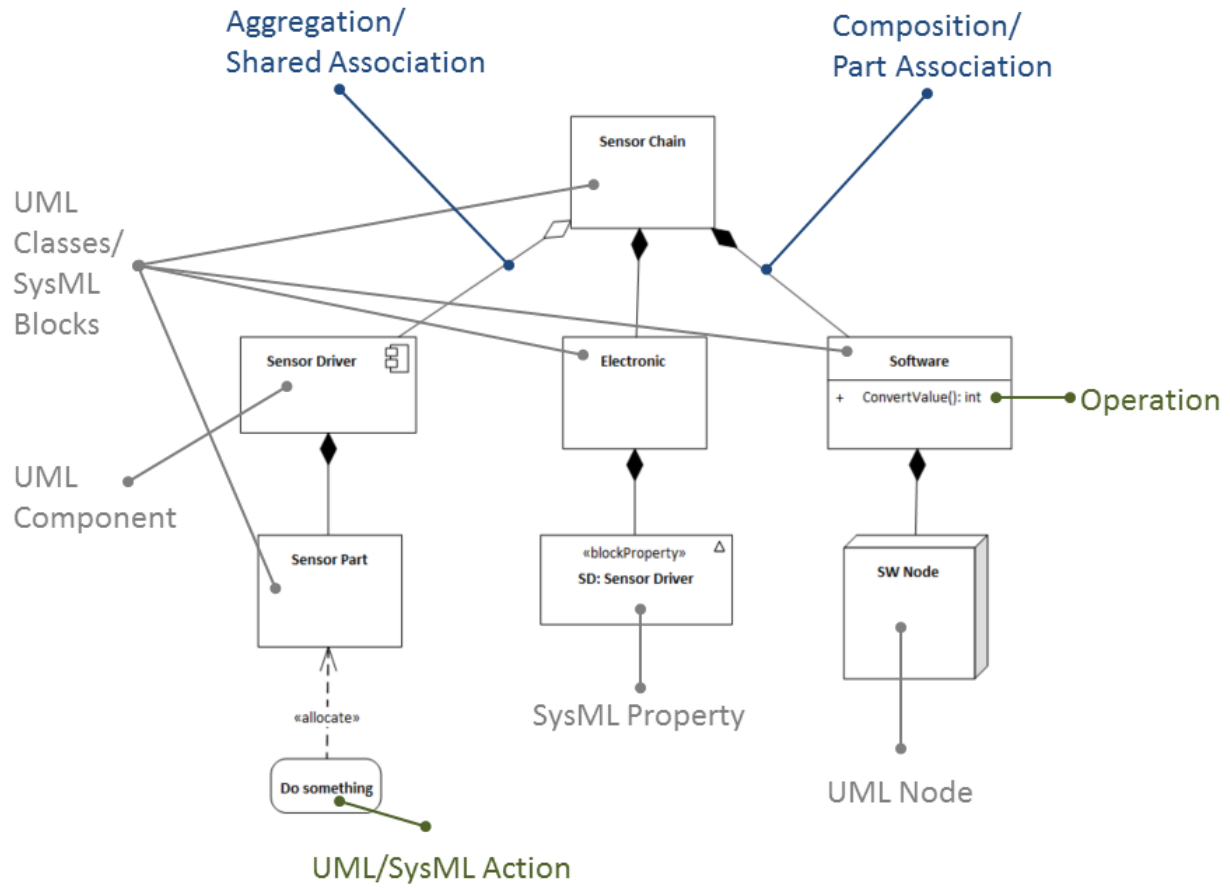 Aggregation/
Shared Association
Composition/
Part Association
Sensor Chain
UML
Classes/
SysML
Blocks
Sensor Driver
Electronic
Software
+ ConvertValue(): int
Operation
UML
Component
Sensor Part
«blockProperty»
SD: Sensor Driver
SW Node
«allocate»
SysML Property
Do something
UML Node
UML/SysML Action